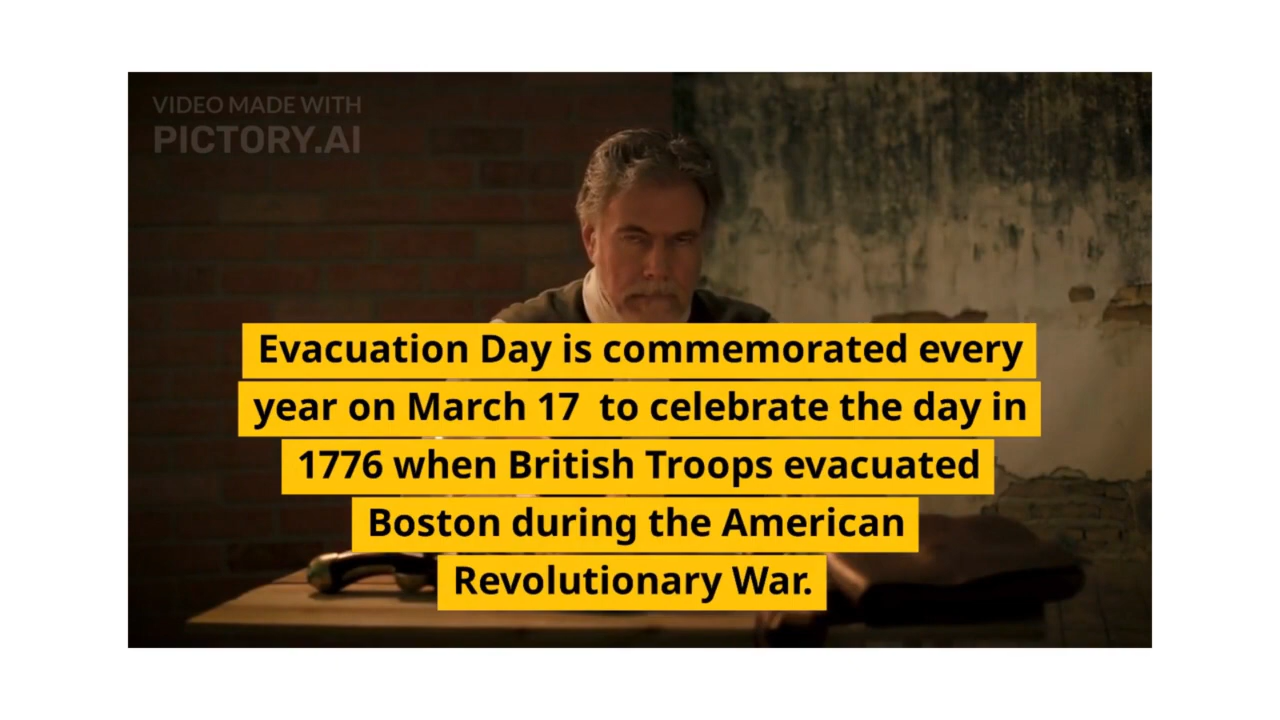 VIDEO MADE WITH
PICTORY.AI
Evacuation Day is commemorated every
year on March 17  to celebrate the day in
1776 when British Troops evacuated
Boston during the American
Revolutionary War.